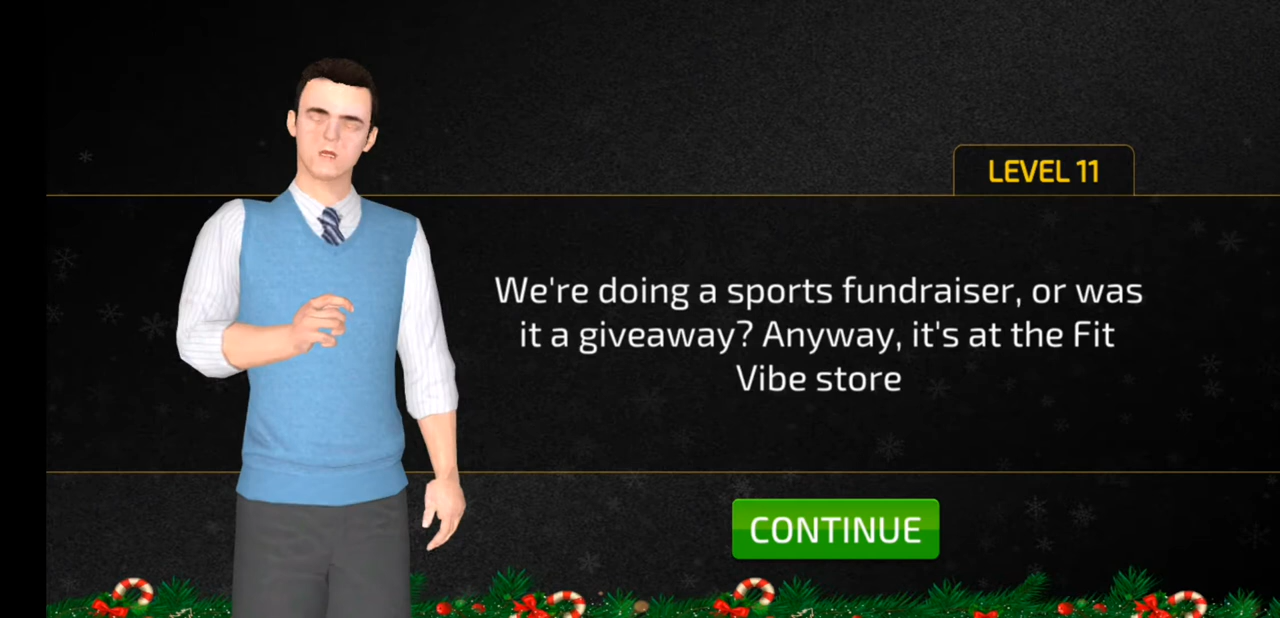 LEVEL 11
We're doing a sports fundraiser, or was
it a giveaway? Anyway, it's at the Fit
Vibe store
CONTINUE